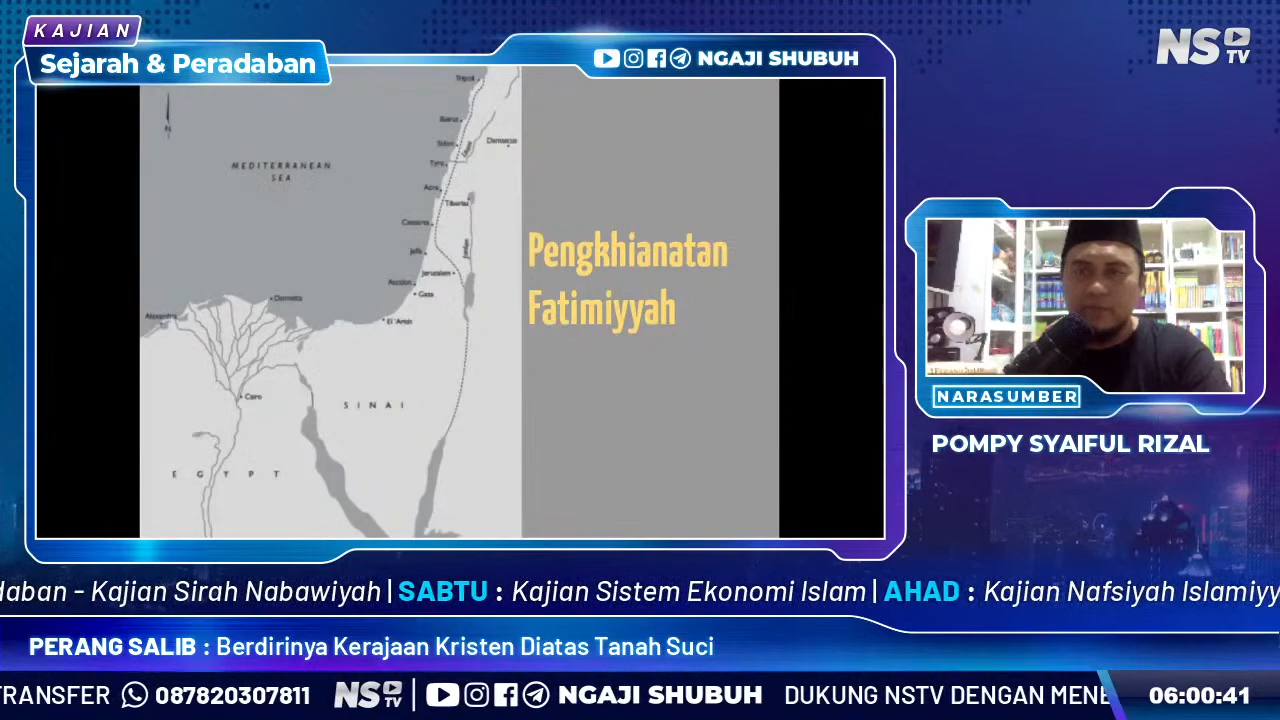 KAJIAN
Sejarah & Peradaban
NGAJI SHUBUH
NS TV
N
MEDITERRANEAN
SEA
Tripoli
Beirut
Sidon
Damascus
Tyre
Acre
Tiberias
Caesarea
Jaffa
Jerusalem
Ascalon
Gaza
Damietta
Alexandria
El 'Arish
Cairo
SINAI
EGYPT
Pengkhianatan
Fatimiyyah
NARASUMBER
POMPY SYAIFUL RIZAL
daban - Kajian Sirah Nabawiyah | SABTU : Kajian Sistem Ekonomi Islam | AHAD : Kajian Nafsiyah Islamiyy
PERANG SALIB : Berdirinya Kerajaan Kristen Diatas Tanah Suci
TRANSFER 087820307811 NS TV | NGAJI SHUBUH DUKUNG NSTV DENGAN MENE 06:00:41